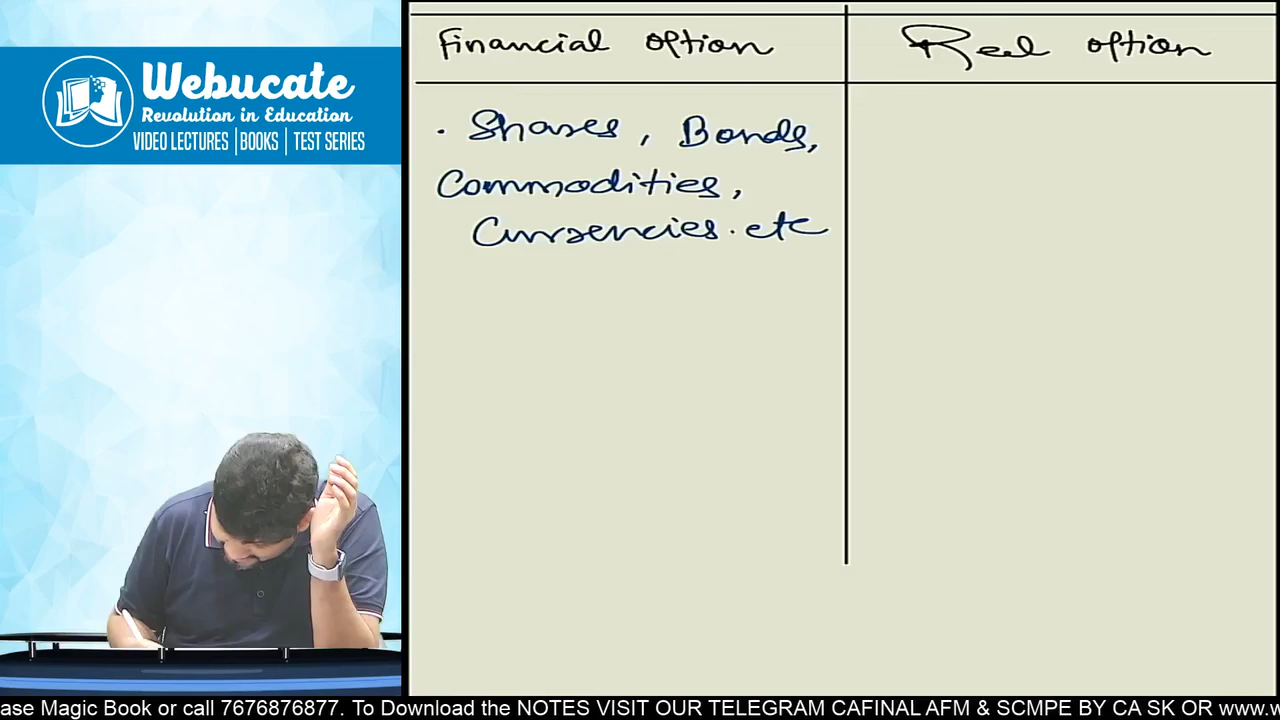 Webucate
Revolution in Education
VIDEO LECTURES | BOOKS | TEST SERIES
Financial option
Real option
. Shares, Bonds,
Commodities,
Currencies. etc
ase Magic Book or call 7676876877. To Download the NOTES VISIT OUR TELEGRAM CAFINAL AFM & SCMPE BY CA SK OR www.w